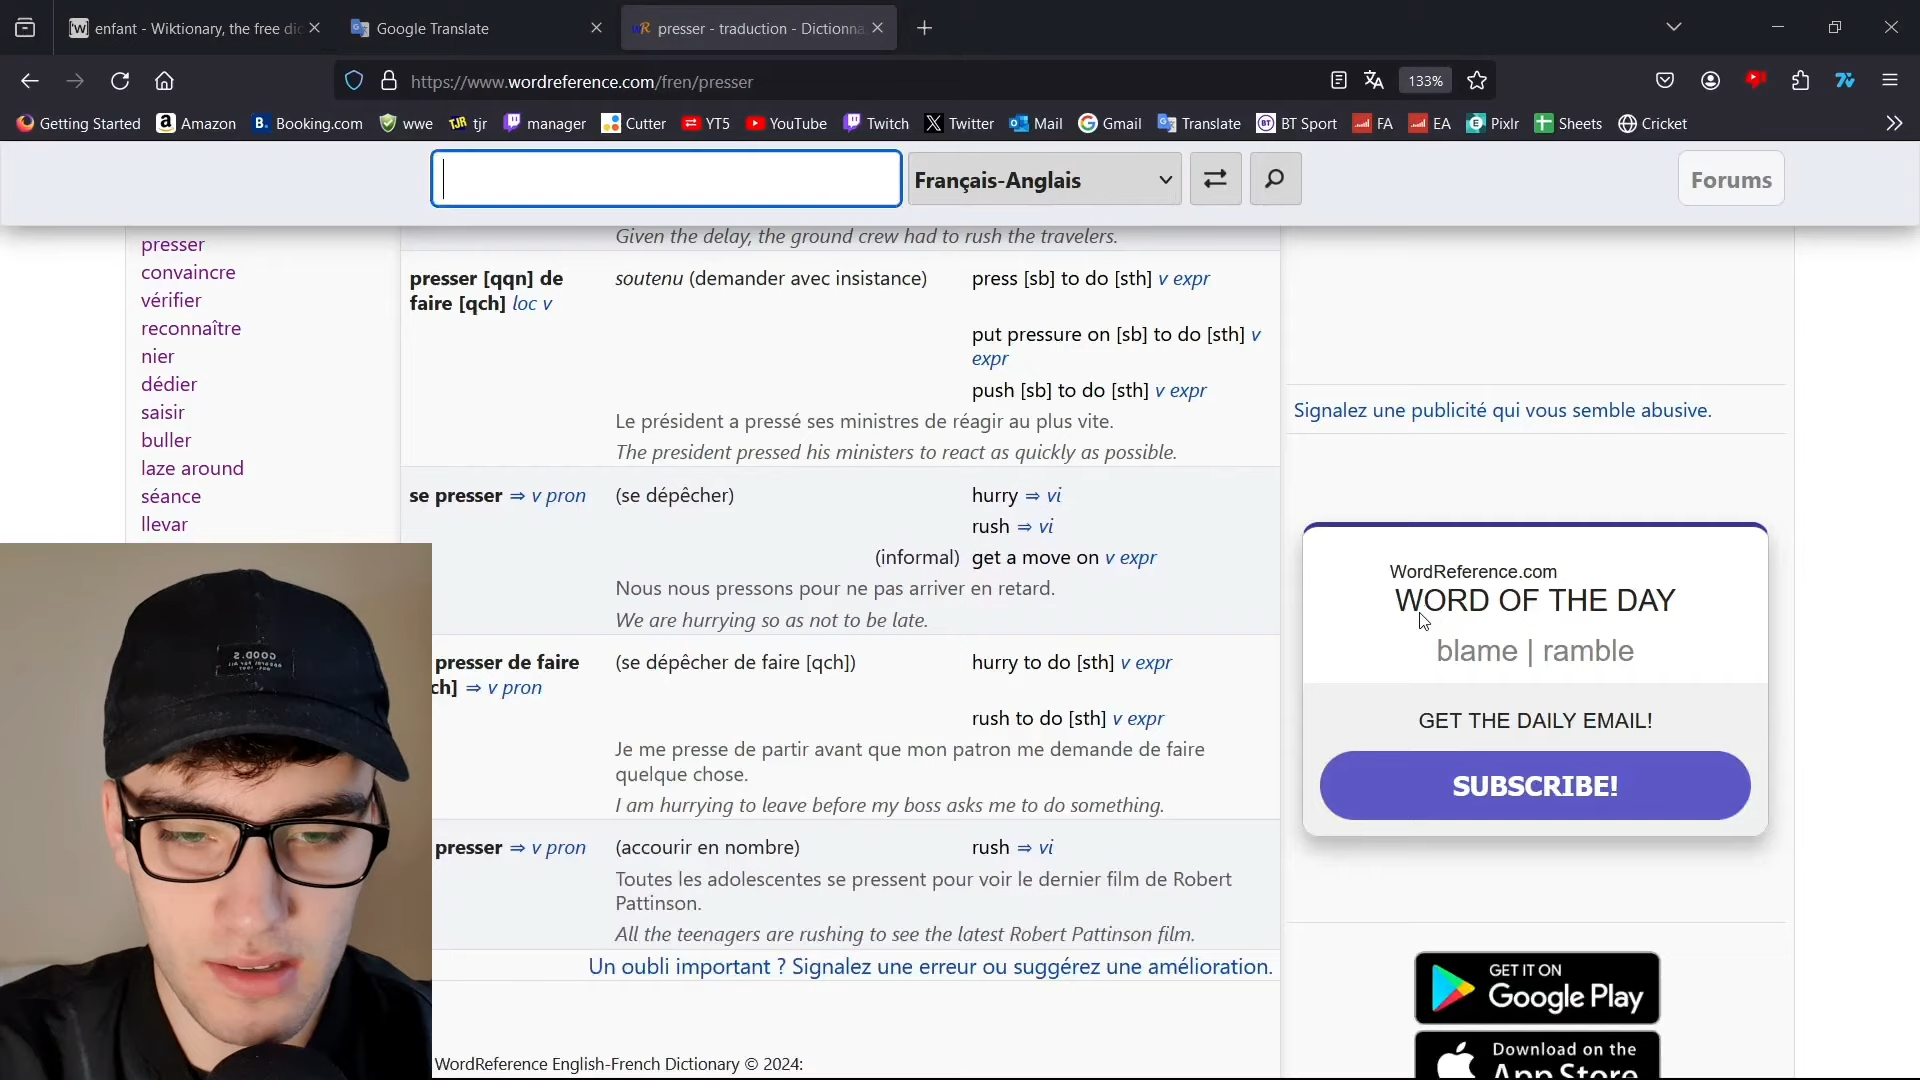 enfant - Wiktionary, the free dic
Google Translate
presser - traduction - Dictionna
https://www.wordreference.com/fren/presser
133%
Getting Started
Amazon
Booking.com
wwe
tjr
manager
Cutter
YT5
YouTube
Twitch
Twitter
Mail
Gmail
Translate
BT Sport
FA
EA
Pixlr
Sheets
Cricket
Français-Anglais
Forums
presser
convaincre
vérifier
reconnaître
nier
dédier
saisir
buller
laze around
séance
llevar
Given the delay, the ground crew had to rush the travelers.
presser [qqn] de
faire [qch] loc v
soutenu (demander avec insistance)
press [sb] to do [sth] v expr
put pressure on [sb] to do [sth] v
expr
push [sb] to do [sth] v expr
Le président a pressé ses ministres de réagir au plus vite.
The president pressed his ministers to react as quickly as possible.
se presser ⇒ v pron
(se dépêcher)
hurry ⇒ vi
rush ⇒ vi
(informal) get a move on v expr
Nous nous pressons pour ne pas arriver en retard.
We are hurrying so as not to be late.
presser de faire
ch] ⇒ v pron
(se dépêcher de faire [qch])
hurry to do [sth] v expr
rush to do [sth] v expr
Je me presse de partir avant que mon patron me demande de faire
quelque chose.
I am hurrying to leave before my boss asks me to do something.
presser ⇒ v pron
(accourir en nombre)
rush ⇒ vi
Toutes les adolescentes se pressent pour voir le dernier film de Robert
Pattinson.
All the teenagers are rushing to see the latest Robert Pattinson film.
Un oubli important ? Signalez une erreur ou suggérez une amélioration.
WordReference English-French Dictionary © 2024:
Signalez une publicité qui vous semble abusive.
WordReference.com
WORD OF THE DAY
blame | ramble
GET THE DAILY EMAIL!
SUBSCRIBE!
GET IT ON
Google Play
Download on the
App Store